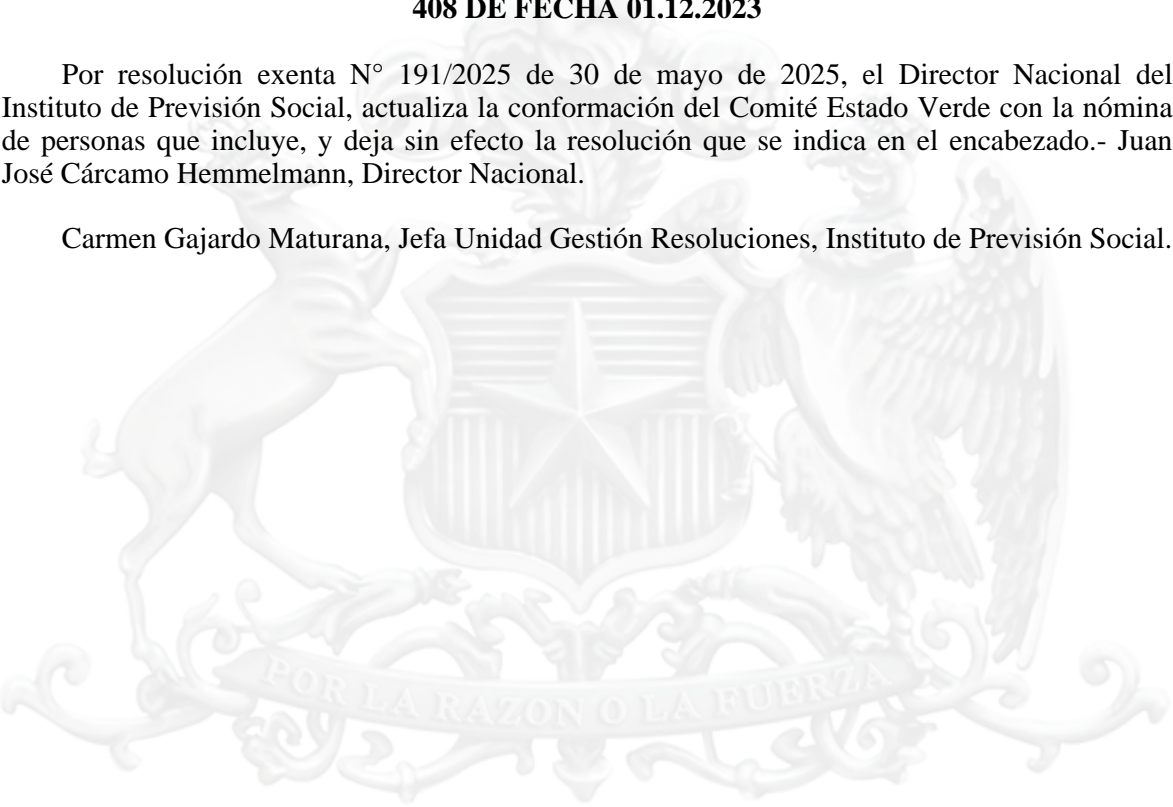 408 DE FECHA 01.12.2023
Por resolución exenta N° 191/2025 de 30 de mayo de 2025, el Director Nacional del
Instituto de Previsión Social, actualiza la conformación del Comité Estado Verde con la nómina
de personas que incluye, y deja sin efecto la resolución que se indica en el encabezado.- Juan
José Cárcamo Hemmelmann, Director Nacional.
Carmen Gajardo Maturana, Jefa Unidad Gestión Resoluciones, Instituto de Previsión Social.
POR LA RAZON O LA FUERZA